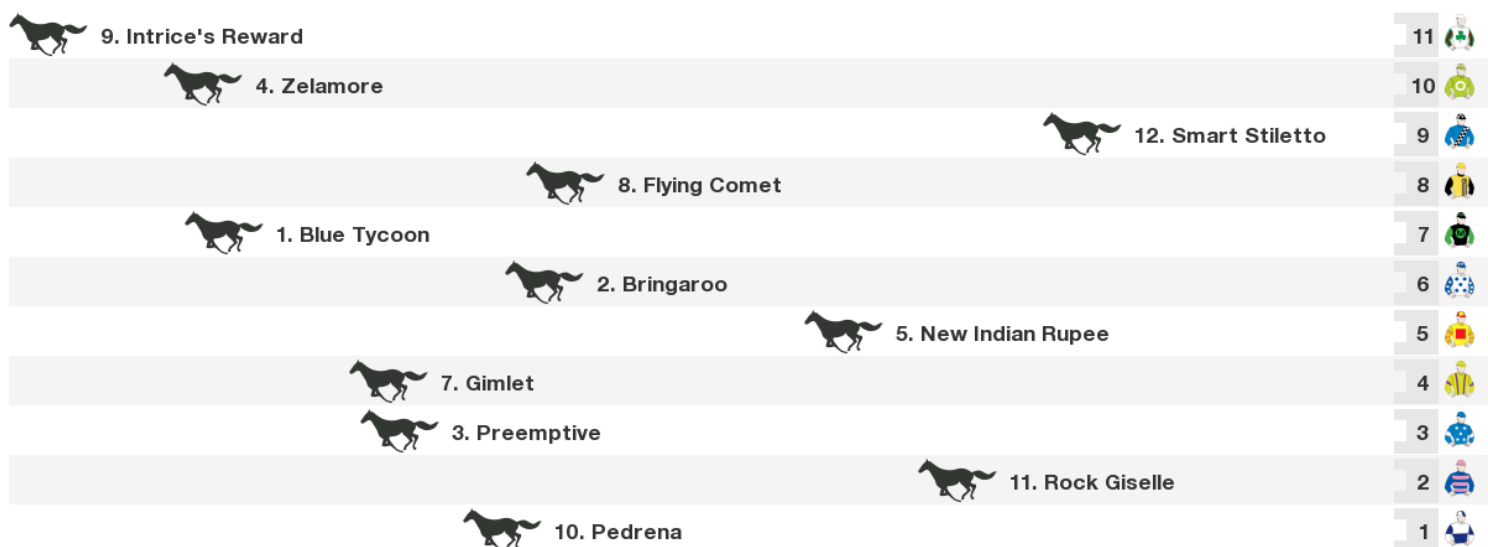 9. Intrice's Reward 11
4. Zelamore 10
12. Smart Stiletto 9
8. Flying Comet 8
1. Blue Tycoon 7
2. Bringaroo 6
5. New Indian Rupee 5
7. Gimlet 4
3. Preemptive 3
11. Rock Giselle 2
10. Pedrena 1